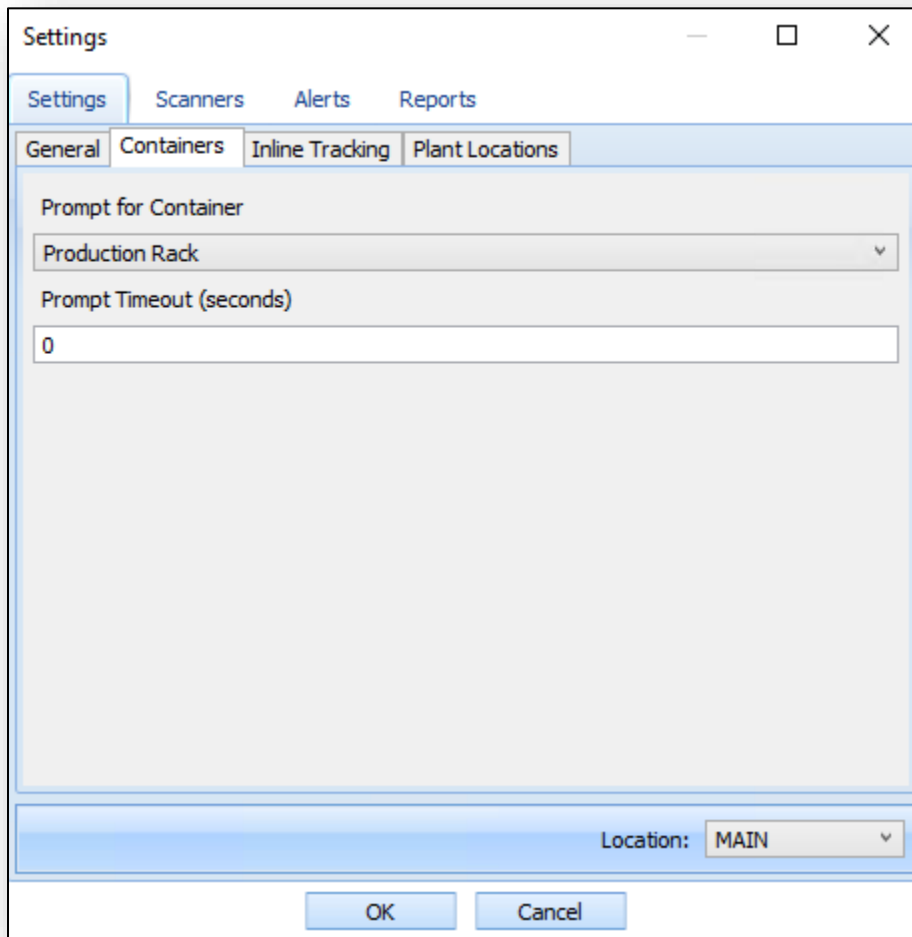 Settings
Settings Scanners Alerts Reports
General Containers Inline Tracking Plant Locations
Prompt for Container
Production Rack
Prompt Timeout (seconds)
0
Location: MAIN
OK Cancel